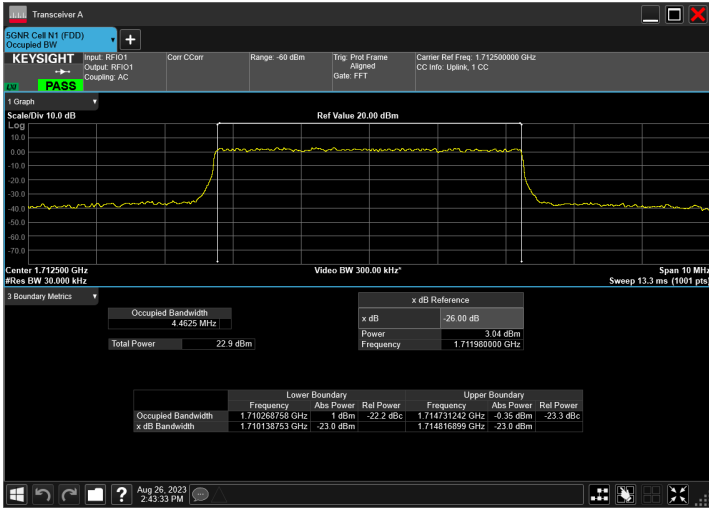 Transceiver A
5GNR Cell N1 (FDD)
Occupied BW
KEYSIGHT
PASS
Input: RFIO1
Output: RFIO1
Coupling: AC
Corr CCorr
Range: -60 dBm
Trig: Prot Frame
Aligned
Gate: FFT
Carrier Ref Freq: 1.712500000 GHz
CC Info: Uplink, 1 CC
1 Graph
Scale/Div 10.0 dB
Ref Value 20.00 dBm
Log
10.0
0.00
-10.0
-20.0
-30.0
-40.0
-50.0
-60.0
-70.0
Center 1.712500 GHz
#Res BW 30.000 kHz
Video BW 300.00 kHz*
Span 10 MHz
Sweep 13.3 ms (1001 pts)
3 Boundary Metrics
Occupied Bandwidth
4.4625 MHz
Total Power 22.9 dBm
x dB Reference
x dB -26.00 dB
Power 3.04 dBm
Frequency 1.711980000 GHz
Lower Boundary Upper Boundary
Frequency Abs Power Rel Power Frequency Abs Power Rel Power
Occupied Bandwidth 1.710268758 GHz 1 dBm -22.2 dBc 1.714731242 GHz -0.35 dBm -23.3 dBc
x dB Bandwidth 1.710138753 GHz -23.0 dBm 1.714816899 GHz -23.0 dBm
Aug 26, 2023
2:43:33 PM